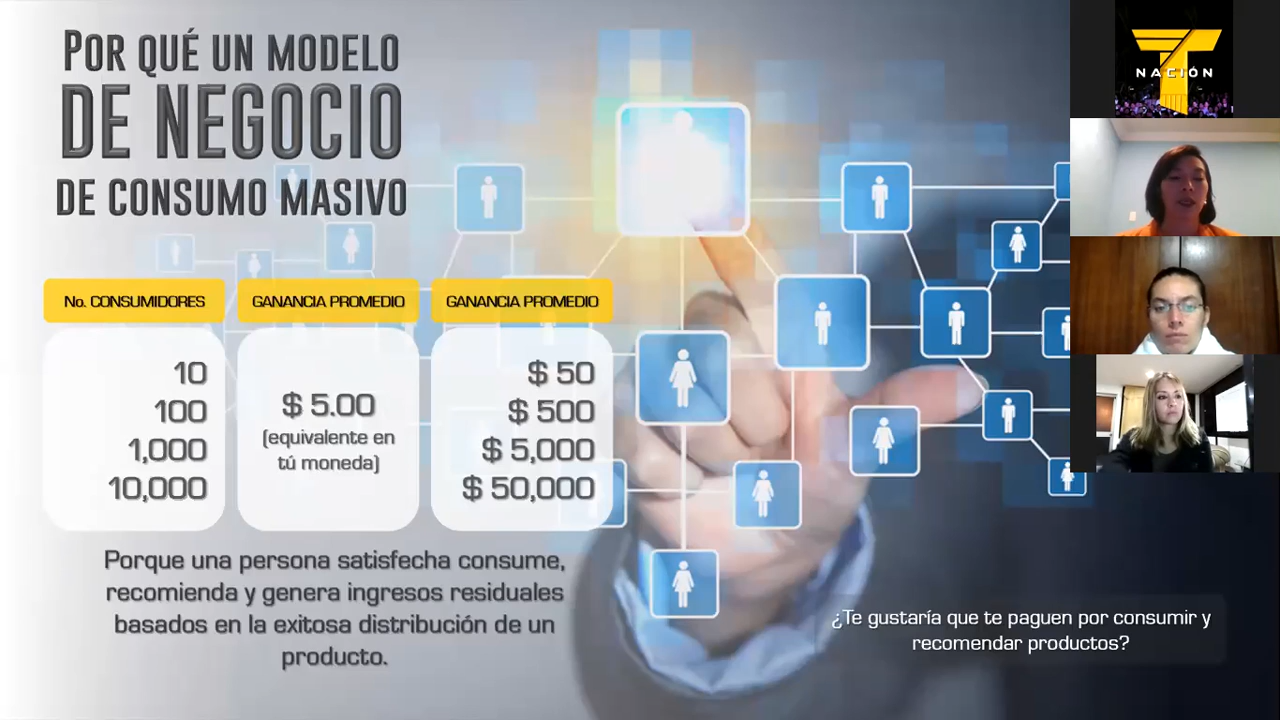 POR QUÉ UN MODELO
DE NEGOCIO
DE CONSUMO MASIVO
No. CONSUMIDORES
GANANCIA PROMEDIO
GANANCIA PROMEDIO
10
100
1,000
10,000
$ 5.00
(equivalente en
tú moneda)
$ 50
$ 500
$ 5,000
$ 50,000
Porque una persona satisfecha consume,
recomienda y genera ingresos residuales
basados en la exitosa distribución de un
producto.
¿Te gustaría que te paguen por consumir y
recomendar productos?
T
NACIÓN